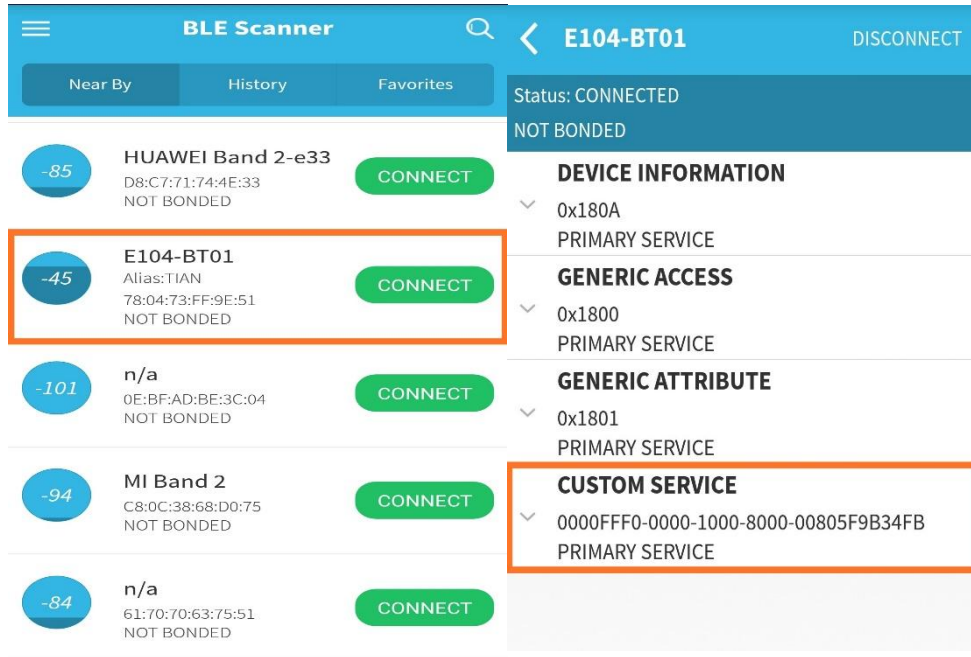 BLE Scanner
Near By
History
Favorites
-85
HUAWEI Band 2-e33
D8:C7:71:74:4E:33
NOT BONDED
CONNECT
-45
E104-BT01
Alias:TIAN
78:04:73:FF:9E:51
NOT BONDED
CONNECT
-101
n/a
0E:BF:AD:BE:3C:04
NOT BONDED
CONNECT
-94
MI Band 2
C8:0C:38:68:D0:75
NOT BONDED
CONNECT
-84
n/a
61:70:70:63:75:51
NOT BONDED
CONNECT
E104-BT01
DISCONNECT
Status: CONNECTED
NOT BONDED
DEVICE INFORMATION
0x180A
PRIMARY SERVICE
GENERIC ACCESS
0x1800
PRIMARY SERVICE
GENERIC ATTRIBUTE
0x1801
PRIMARY SERVICE
CUSTOM SERVICE
0000FFF0-0000-1000-8000-00805F9B34FB
PRIMARY SERVICE